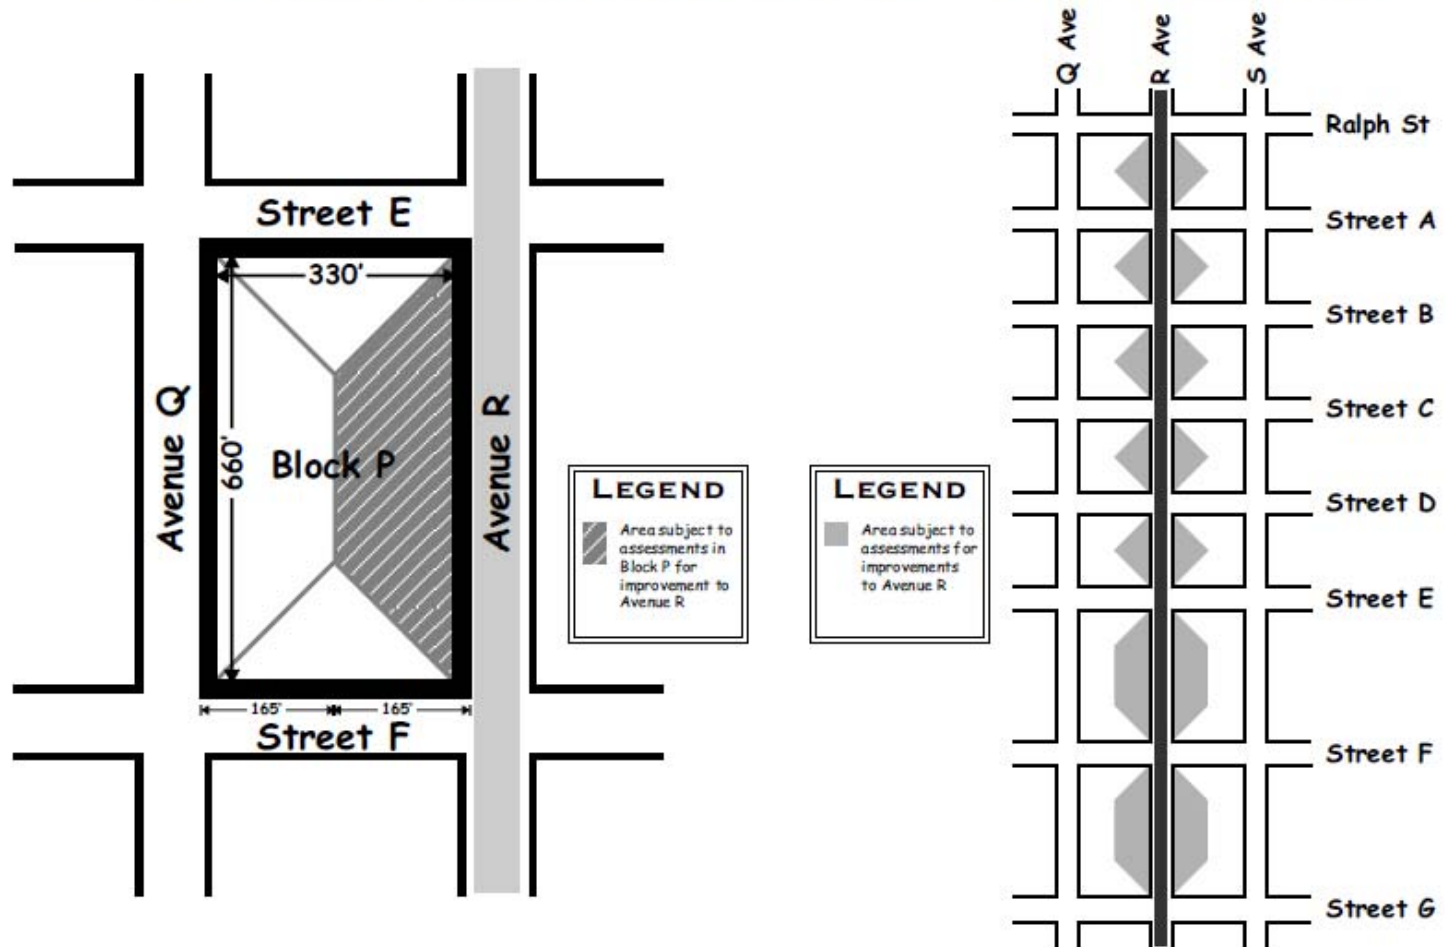 Street E
330'
660'
Block P
Avenue Q
Avenue R
165'
165'
Street F
LEGEND
Area subject to
assessments in
Block P for
improvement to
Avenue R
LEGEND
Area subject to
assessments for
improvements
to Avenue R
Q Ave
R Ave
S Ave
Ralph St
Street A
Street B
Street C
Street D
Street E
Street F
Street G